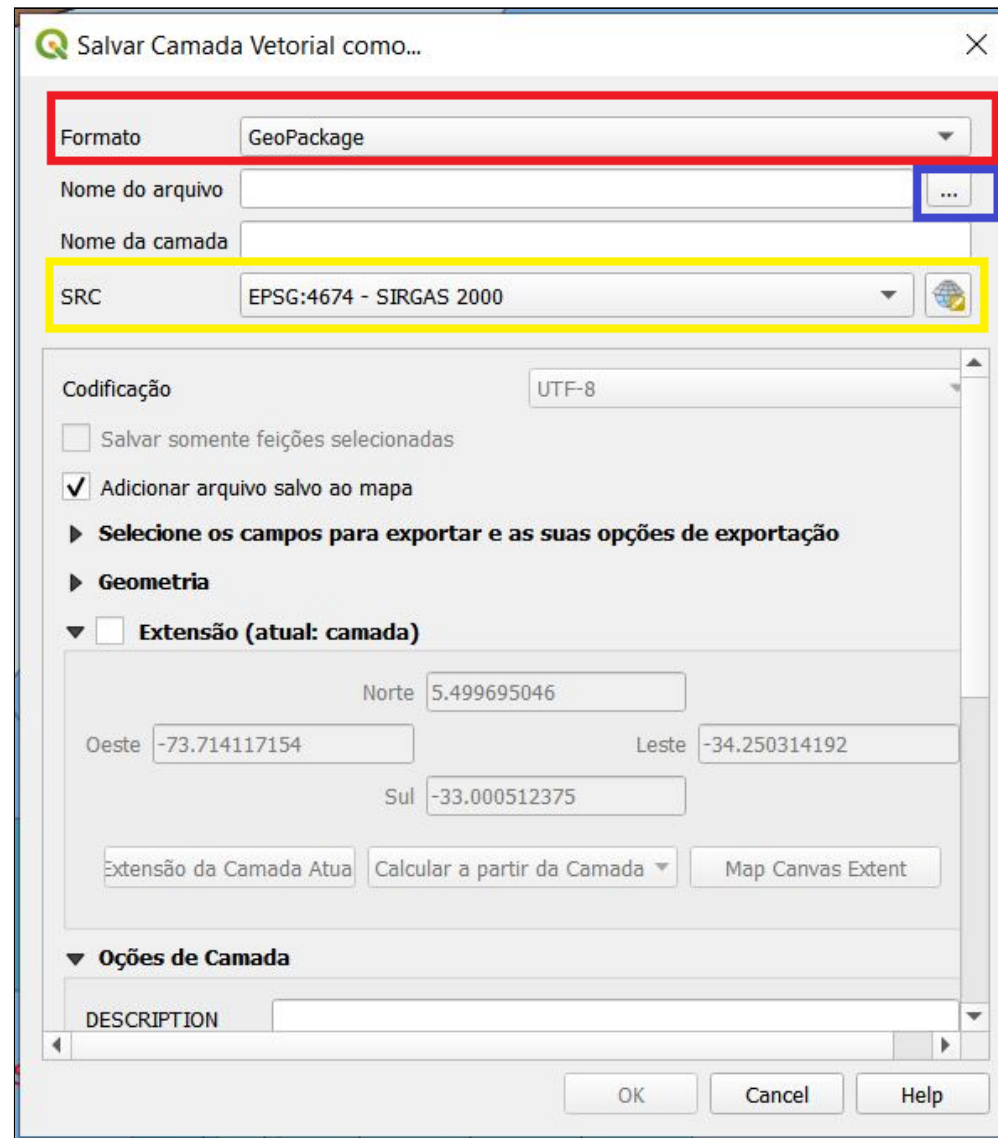 Salvar Camada Vetorial como...
Formato GeoPackage
Nome do arquivo ...
Nome da camada
SRC EPSG:4674 - SIRGAS 2000
Codificação UTF-8
Salvar somente feições selecionadas
Adicionar arquivo salvo ao mapa
Selecione os campos para exportar e as suas opções de exportação
Geometria
Extensão (atual: camada)
Norte 5.499695046
Oeste -73.714117154 Leste -34.250314192
Sul -33.000512375
Extensão da Camada Atua Calcular a partir da Camada Map Canvas Extent
Oções de Camada
DESCRIPTION
OK Cancel Help